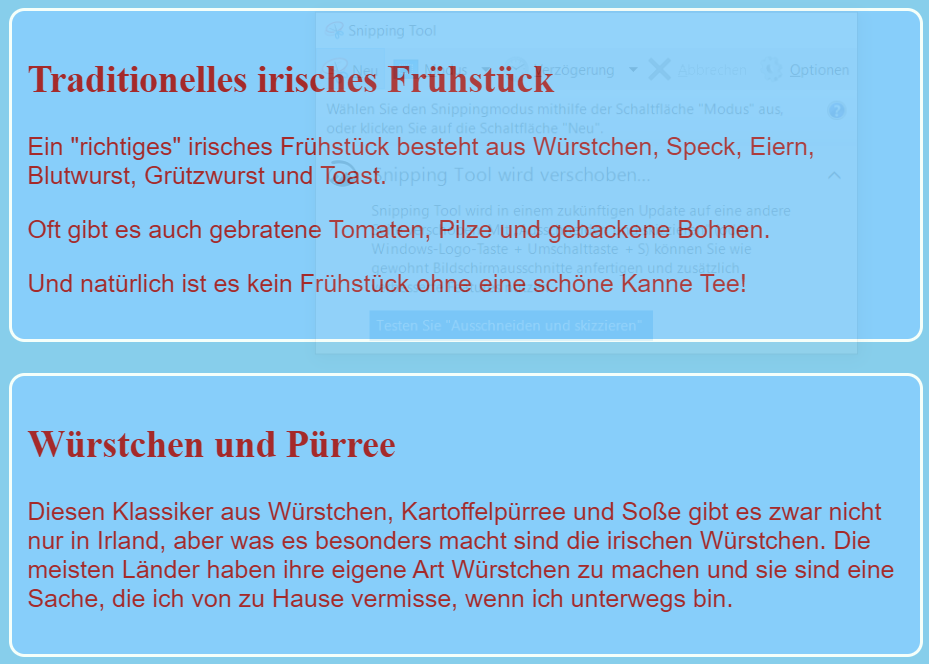 Snipping Tool
Traditionelles irisches Frühstück
Neu
Verzögerung
Abbrechen
Optionen
Wählen Sie den Snippingmodus mithilfe der Schaltfläche "Modus" aus,
oder klicken Sie auf die Schaltfläche "Neu".
Ein "richtiges" irisches Frühstück besteht aus Würstchen, Speck, Eiern,
Blutwurst, Grützwurst und Toast.
Snipping Tool wird verschoben...
Snipping Tool wird in einem zukünftigen Update auf eine andere
Oft gibt es auch gebratene Tomaten, Pilze und gebackene Bohnen.
Windows-Logo-Taste + Umschalttaste + S) können Sie wie
gewohnt Bildschirmausschnitte anfertigen und zusätzlich
Und natürlich ist es kein Frühstück ohne eine schöne Kanne Tee!
Testen Sie "Ausschneiden und skizzieren"
Würstchen und Pürree
Diesen Klassiker aus Würstchen, Kartoffelpürree und Soße gibt es zwar nicht
nur in Irland, aber was es besonders macht sind die irischen Würstchen. Die
meisten Länder haben ihre eigene Art Würstchen zu machen und sie sind eine
Sache, die ich von zu Hause vermisse, wenn ich unterwegs bin.